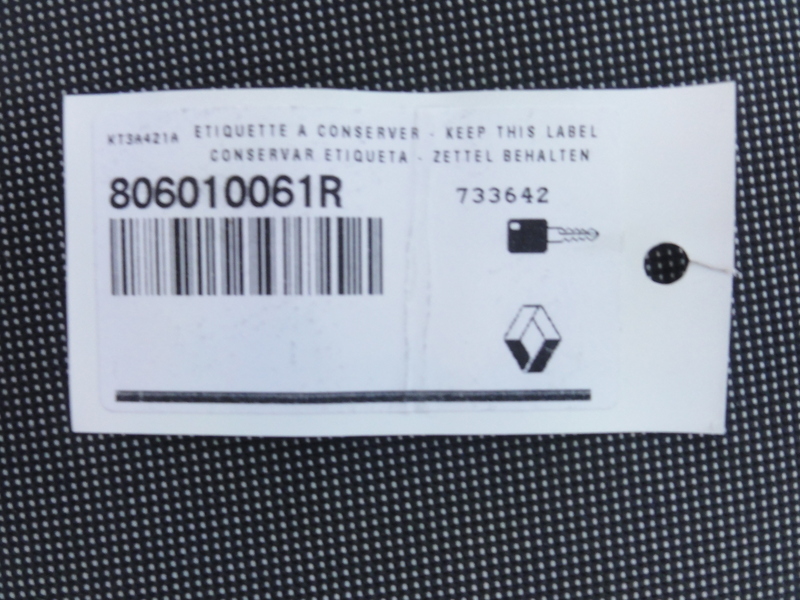 KT3A421A ETIQUETTE A CONSERVER - KEEP THIS LABEL
CONSERVAR ETIQUETA - ZETTEL BEHALTEN
806010061R 733642